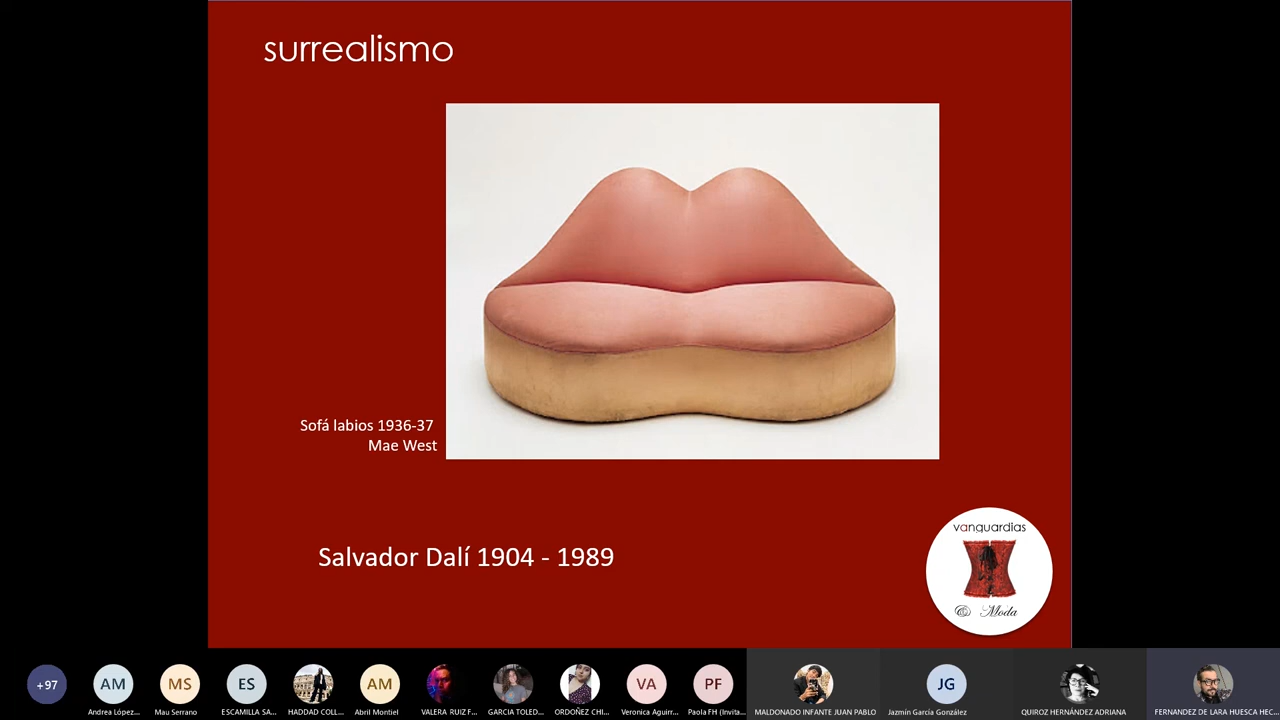 surrealismo
Sofá labios 1936-37
Mae West
Salvador Dalí 1904 - 1989
vanguardias
& Moda
+97
AM
MS
ES
AM
VA
PF
JG
Andrea López...
Mau Serrano
ESCAMILLA SA...
HADDAD COLL...
Abril Montiel
VALERA RUIZ F...
GARCIA TOLED...
ORDOÑEZ CHI...
Veronica Aguirr...
Paola FH (Invita...
MALDONADO INFANTE JUAN PABLO
Jazmín García González
QUIROZ HERNÁNDEZ ADRIANA
FERNANDEZ DE LARA HUESCA HEC...